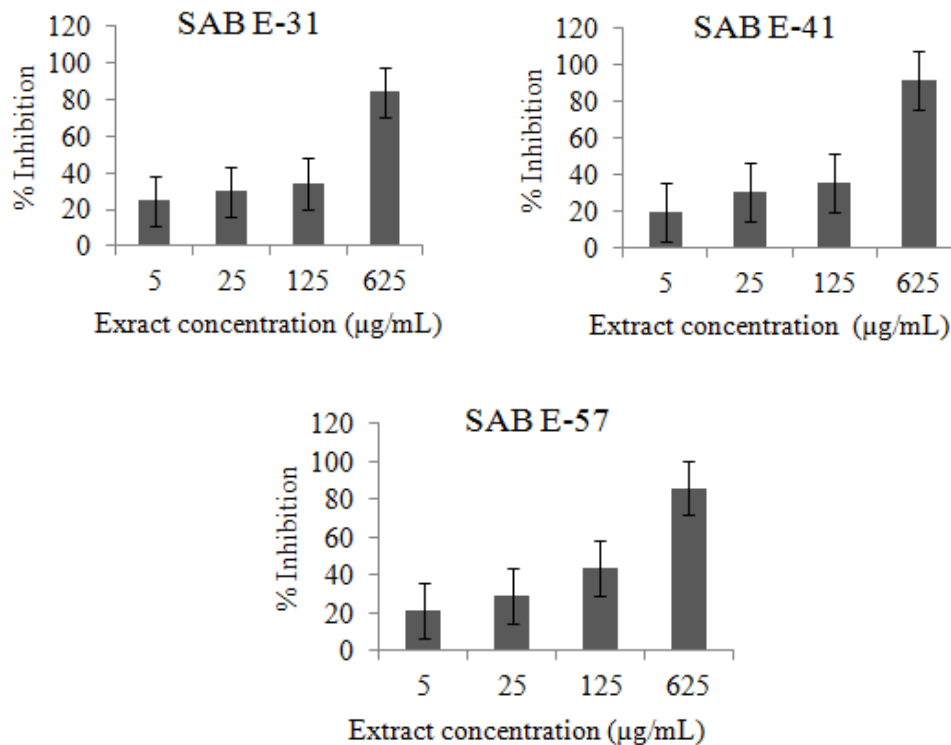 SAB E-31
120
100
80
60
40
20
0
% Inhibition
5 25 125 625
Exract concentration (µg/mL)
SAB E-41
120
100
80
60
40
20
0
% Inhibition
5 25 125 625
Extract concentration (µg/mL)
SAB E-57
120
100
80
60
40
20
0
% Inhibition
5 25 125 625
Extract concentration (µg/mL)